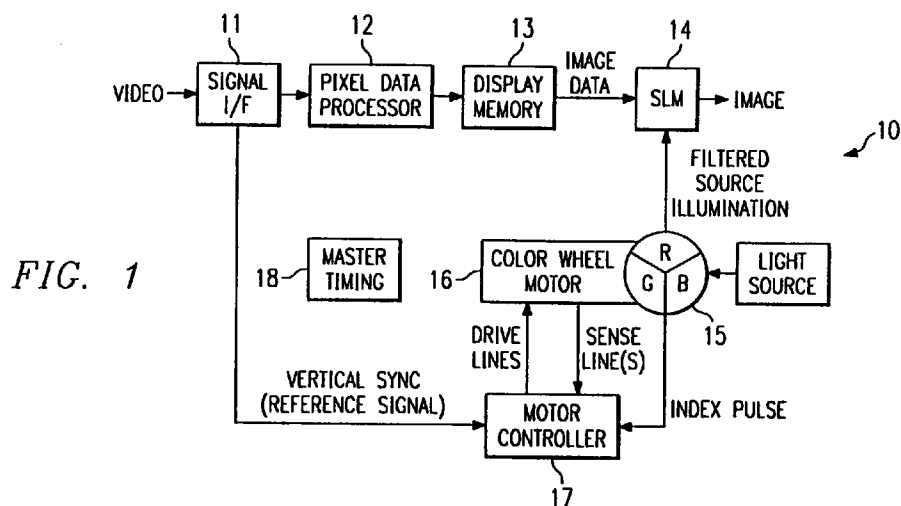 11
12
13
14
VIDEO
SIGNAL
I/F
PIXEL DATA
PROCESSOR
DISPLAY
MEMORY
IMAGE
DATA
SLM
IMAGE
10
FILTERED
SOURCE
ILLUMINATION
FIG. 1
18
MASTER
TIMING
16
COLOR WHEEL
MOTOR
R
G
B
LIGHT
SOURCE
15
DRIVE
LINES
SENSE
LINE(S)
VERTICAL SYNC
(REFERENCE SIGNAL)
INDEX PULSE
MOTOR
CONTROLLER
17